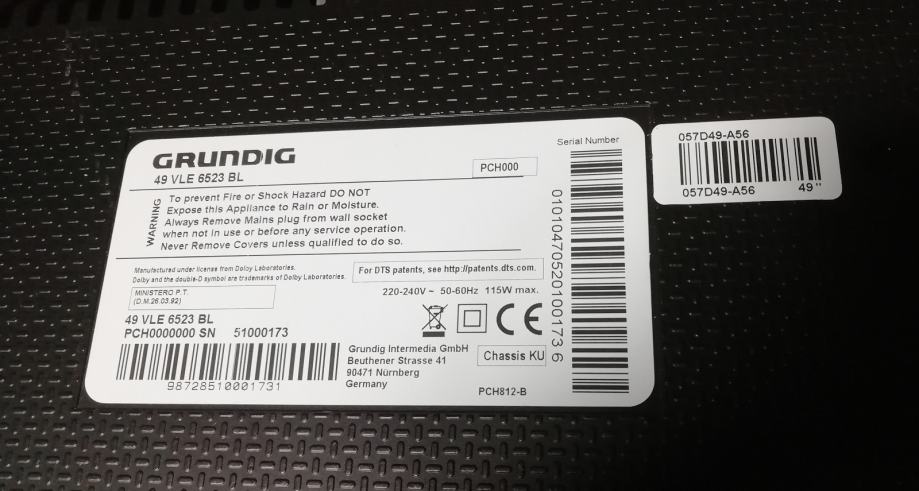 GRUNDIG
49 VLE 6523 BL
PCH000
WARNING
To prevent Fire or Shock Hazard DO NOT
Expose this Appliance to Rain or Moisture.
Always Remove Mains plug from wall socket
when not in use or before any service operation.
Never Remove Covers unless qualified to do so.
Manufactured under license from Dolby Laboratories.
Dolby and the double-D symbol are trademarks of Dolby Laboratories.
For DTS patents, see http://patents.dts.com.
MINISTERO P.T.
(D.M.26.03.92)
220-240V ~ 50-60Hz 115W max.
49 VLE 6523 BL
PCH0000000 SN 51000173
98728510001731
Grundig Intermedia GmbH
Beuthener Strasse 41
90471 Nürnberg
Germany
CE
Chassis KU
PCH812-B
Serial Number
010104705201000173 6
057D49-A56
057D49-A56 49"